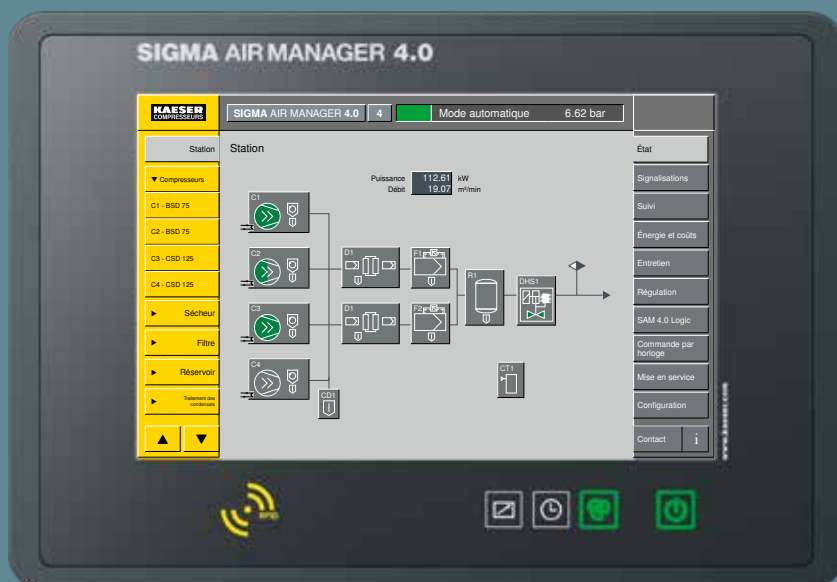 SIGMA AIR MANAGER 4.0
KAESER
COMPRESSEURS
SIGMA AIR MANAGER 4.0 4 Mode automatique 6.62 bar
Station
▼ Compresseurs
C1 - BSD 75
C2 - BSD 75
C3 - CSD 125
C4 - CSD 125
► Sécheur
► Filtre
► Réservoir
► Traitement des
condensats
▲ ▼
Station
Puissance 112.61 kW
Débit 19.07 m³/min
C1
C2
D1
F1
R1
DHS1
C3
D1
F2
C4
CD1
CT1
État
Signalisations
Suivi
Énergie et coûts
Entretien
Régulation
SAM 4.0 Logic
Commande par
horloge
Mise en service
Configuration
Contact i
www.kaeser.com
RFID